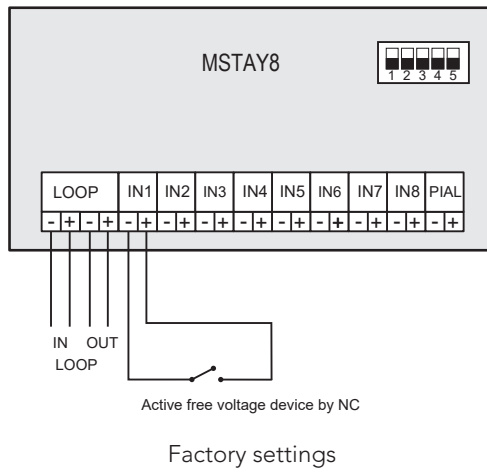 MSTAY8
1 2 3 4 5
LOOP IN1 IN2 IN3 IN4 IN5 IN6 IN7 IN8 PIAL
- + - + - + - + - + - + - + - + - + - + - +
IN OUT
LOOP
Active free voltage device by NC
Factory settings